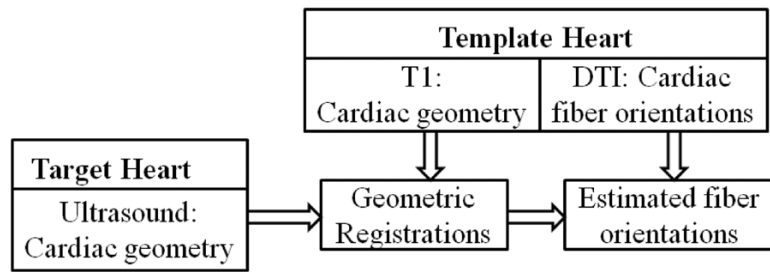 Template Heart
T1:
Cardiac geometry
DTI: Cardiac
fiber orientations
Target Heart
Ultrasound:
Cardiac geometry
Geometric
Registrations
Estimated fiber
orientations